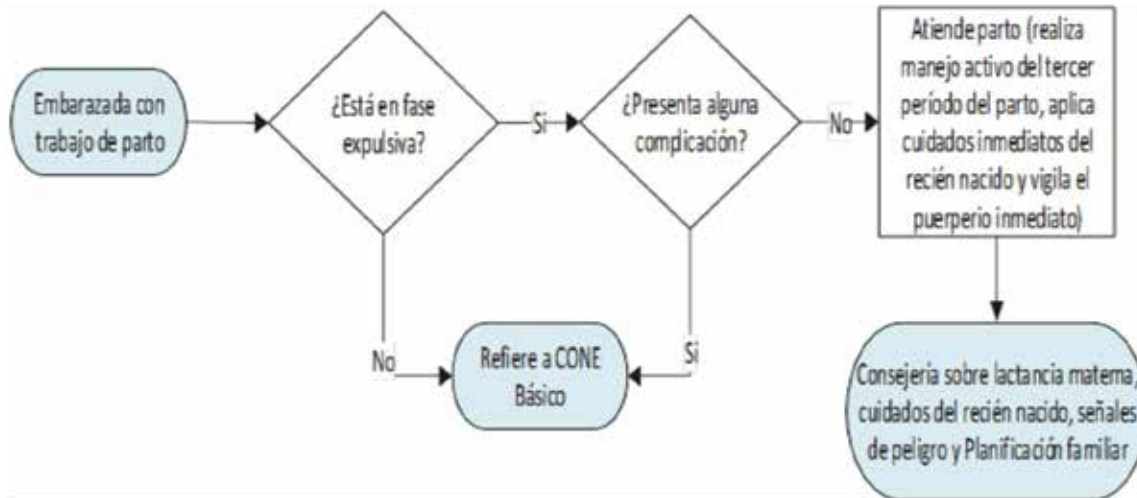 Embarazada con
trabajo de parto
¿Está en fase
expulsiva?
Si
¿Presenta alguna
complicación?
No
Atiende parto (realiza
manejo activo del tercer
período del parto, aplica
cuidados inmediatos del
recién nacido y vigila el
puerperio inmediato)
No
Refiere a CONE
Básico
Si
Consejeria sobre lactancia materna,
cuidados del recién nacido, señales
de peligro y Planificación familiar